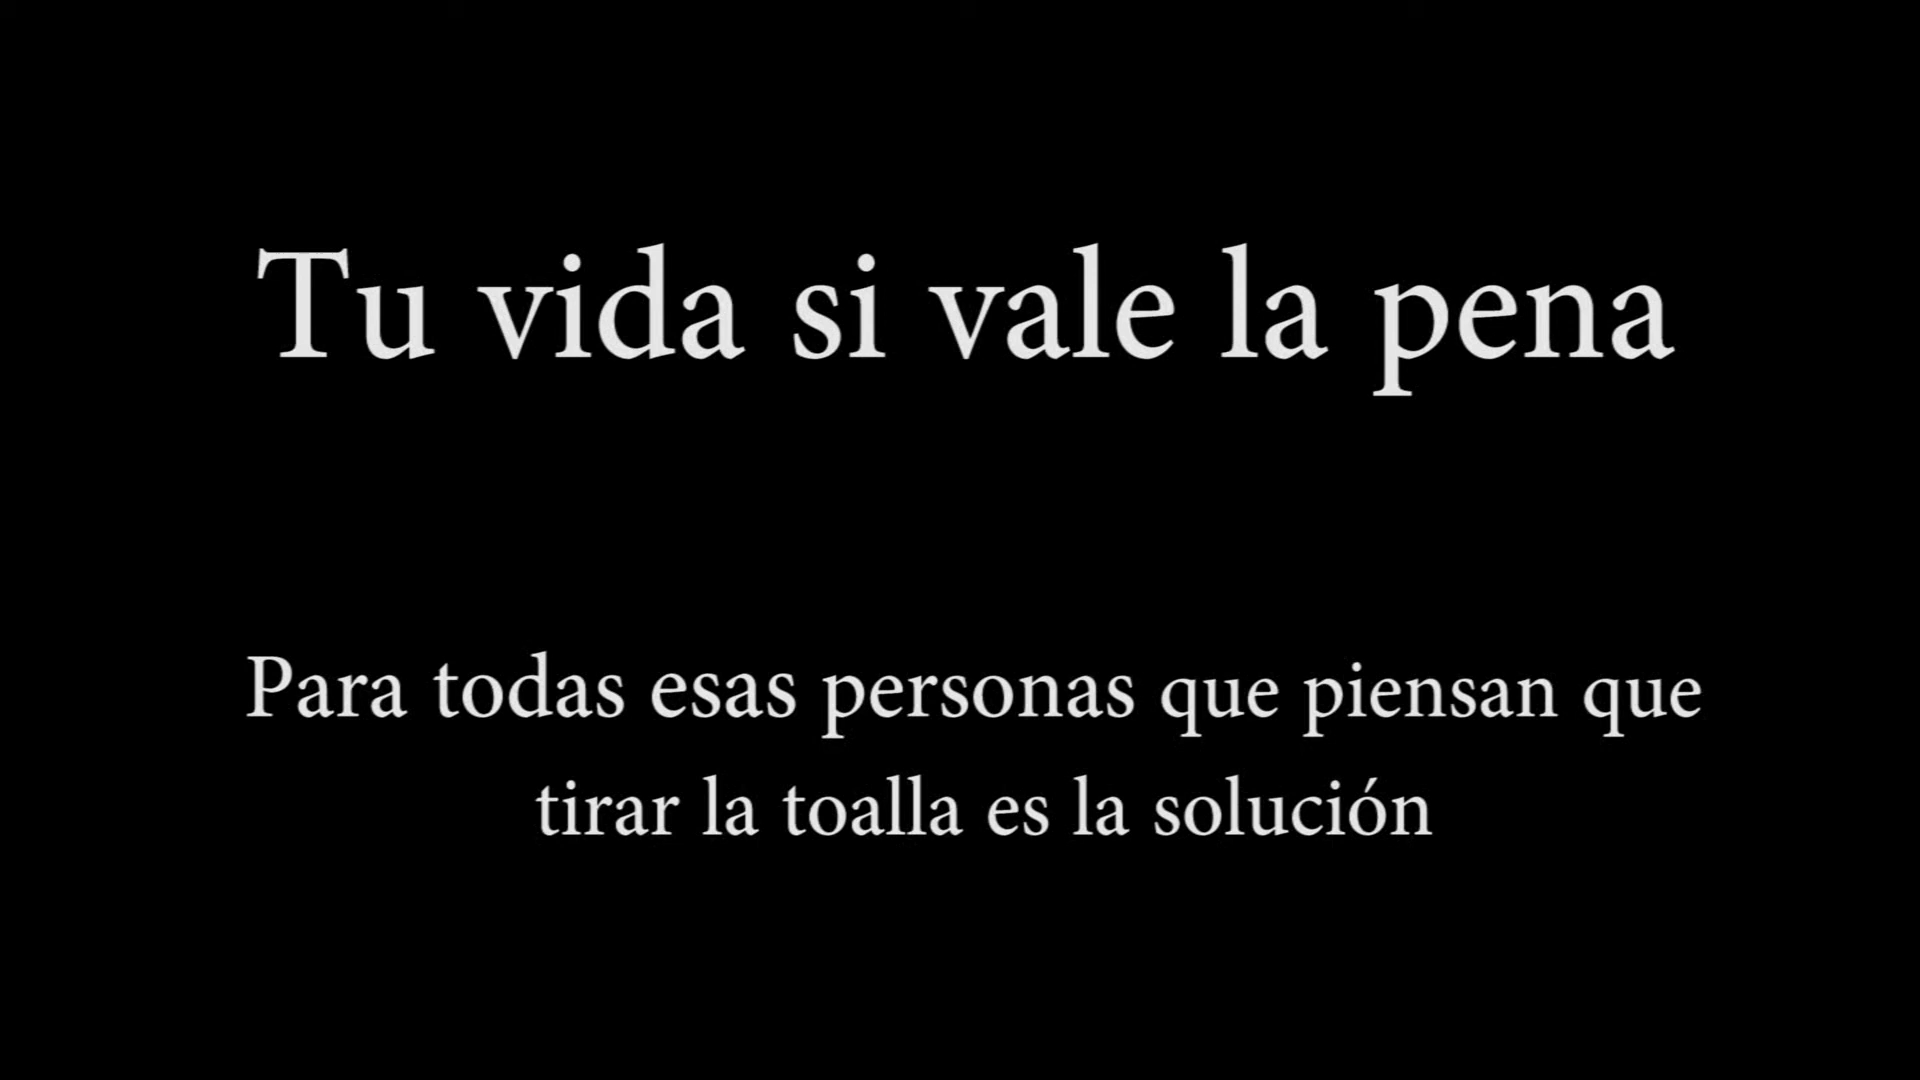 Tu vida si vale la pena
Para todas esas personas que piensan que
tirar la toalla es la solución